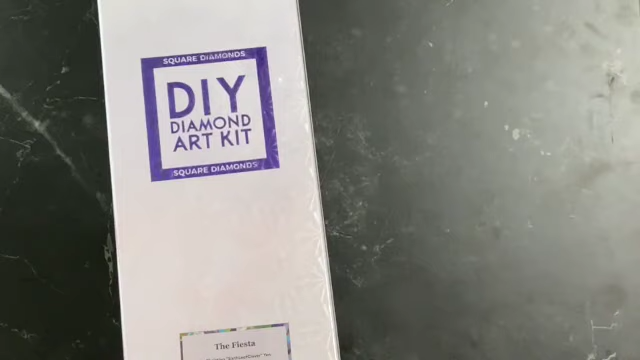 SQUARE DIAMONDS
DIY
DIAMOND
ART KIT
SQUARE DIAMONDS
The Fiesta